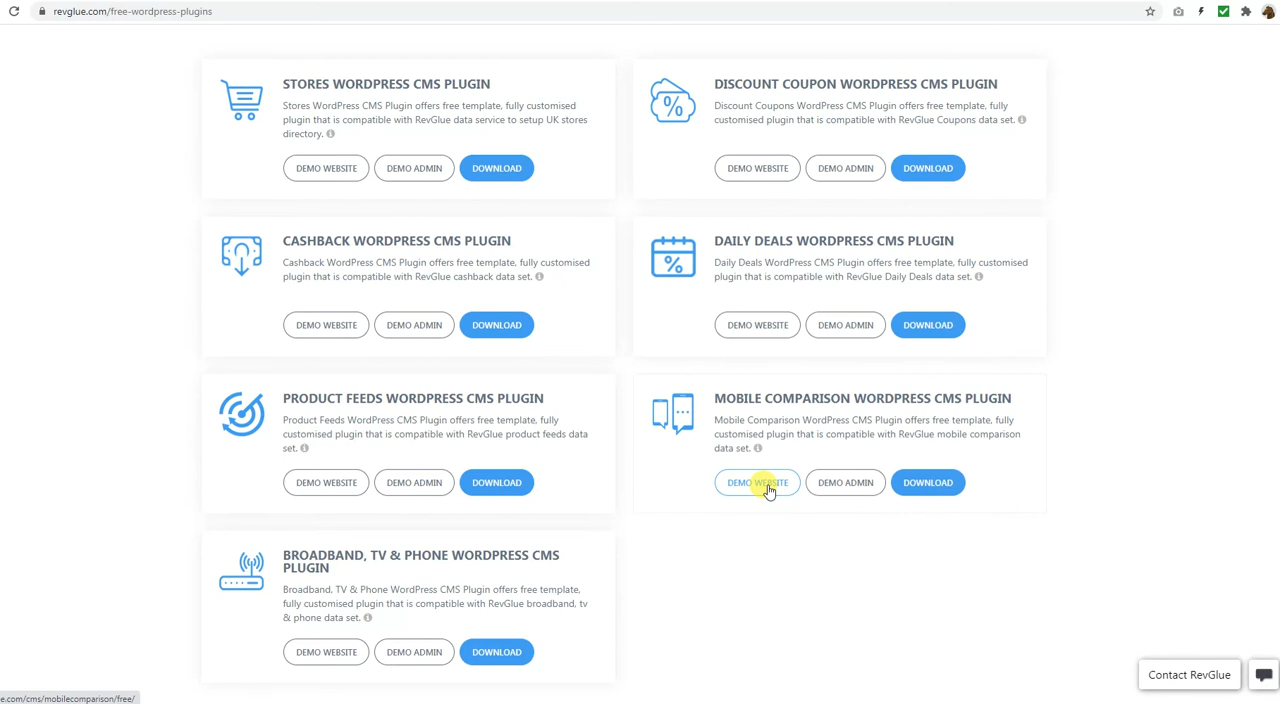 revglue.com/free-wordpress-plugins
STORES WORDPRESS CMS PLUGIN
Stores WordPress CMS Plugin offers free template, fully customised
plugin that is compatible with RevGlue data service to setup UK stores
directory.
DEMO WEBSITE
DEMO ADMIN
DOWNLOAD
DISCOUNT COUPON WORDPRESS CMS PLUGIN
Discount Coupons WordPress CMS Plugin offers free template, fully
customised plugin that is compatible with RevGlue Coupons data set.
DEMO WEBSITE
DEMO ADMIN
DOWNLOAD
CASHBACK WORDPRESS CMS PLUGIN
Cashback WordPress CMS Plugin offers free template, fully customised
plugin that is compatible with RevGlue cashback data set.
DEMO WEBSITE
DEMO ADMIN
DOWNLOAD
DAILY DEALS WORDPRESS CMS PLUGIN
Daily Deals WordPress CMS Plugin offers free template, fully customised
plugin that is compatible with RevGlue Daily Deals data set.
DEMO WEBSITE
DEMO ADMIN
DOWNLOAD
PRODUCT FEEDS WORDPRESS CMS PLUGIN
Product Feeds WordPress CMS Plugin offers free template, fully
customised plugin that is compatible with RevGlue product feeds data
set.
DEMO WEBSITE
DEMO ADMIN
DOWNLOAD
MOBILE COMPARISON WORDPRESS CMS PLUGIN
Mobile Comparison WordPress CMS Plugin offers free template, fully
customised plugin that is compatible with RevGlue mobile comparison
data set.
DEMO WEBSITE
DEMO ADMIN
DOWNLOAD
BROADBAND, TV & PHONE WORDPRESS CMS
PLUGIN
Broadband, TV & Phone WordPress CMS Plugin offers free template,
fully customised plugin that is compatible with RevGlue broadband, tv
& phone data set.
DEMO WEBSITE
DEMO ADMIN
DOWNLOAD
Contact RevGlue
e.com/cms/mobilecomparison/free/